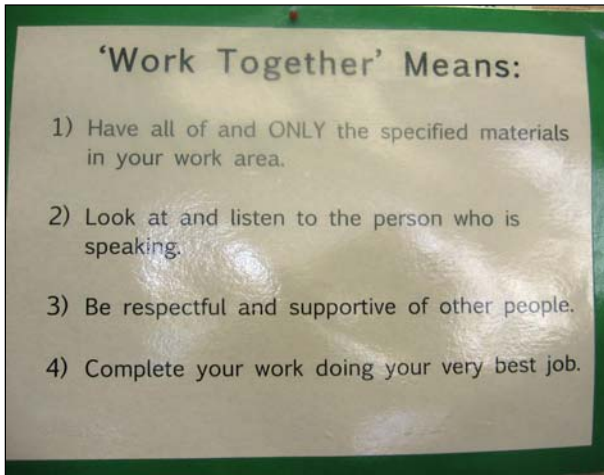 ‘Work Together’ Means:
1) Have all of and ONLY the specified materials
in your work area.
2) Look at and listen to the person who is
speaking.
3) Be respectful and supportive of other people.
4) Complete your work doing your very best job.